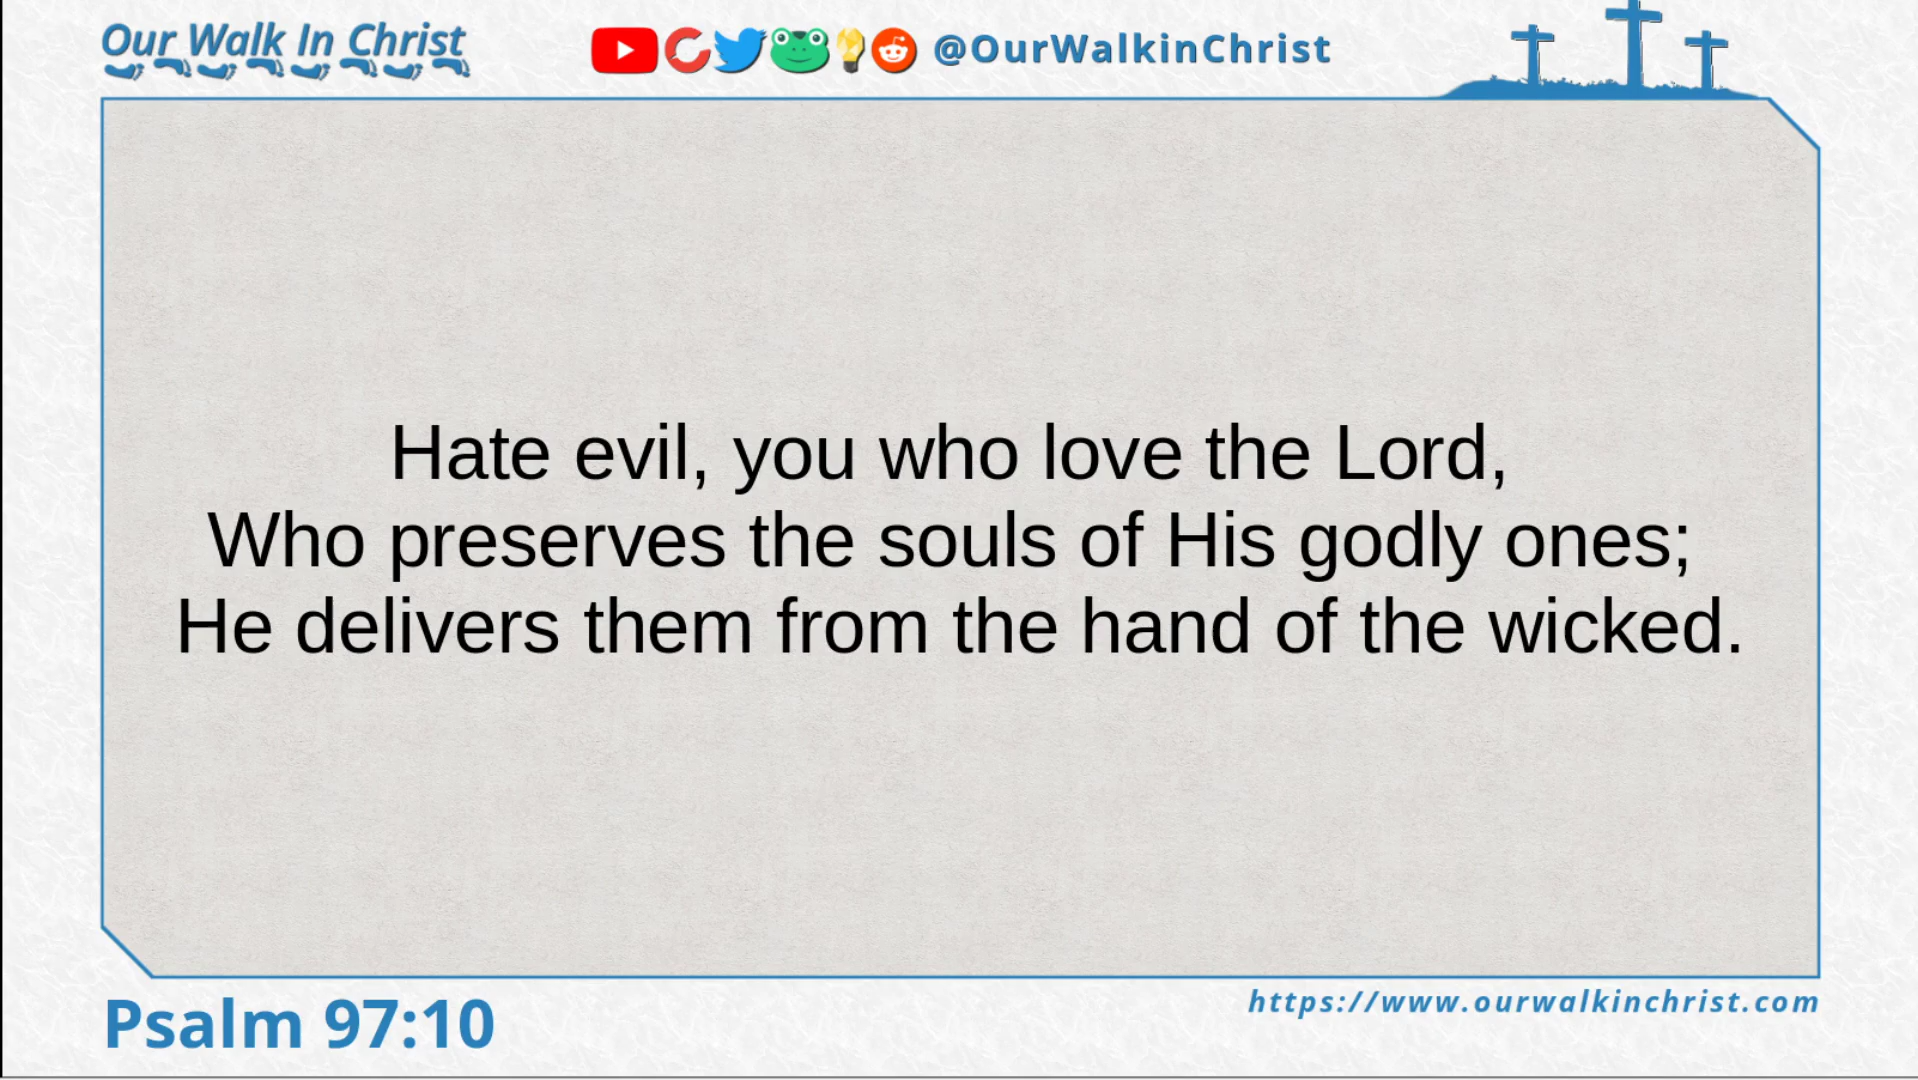 Our Walk In Christ
@OurWalkinChrist
Hate evil, you who love the Lord,
Who preserves the souls of His godly ones;
He delivers them from the hand of the wicked.
Psalm 97:10
https://www.ourwalkinchrist.com